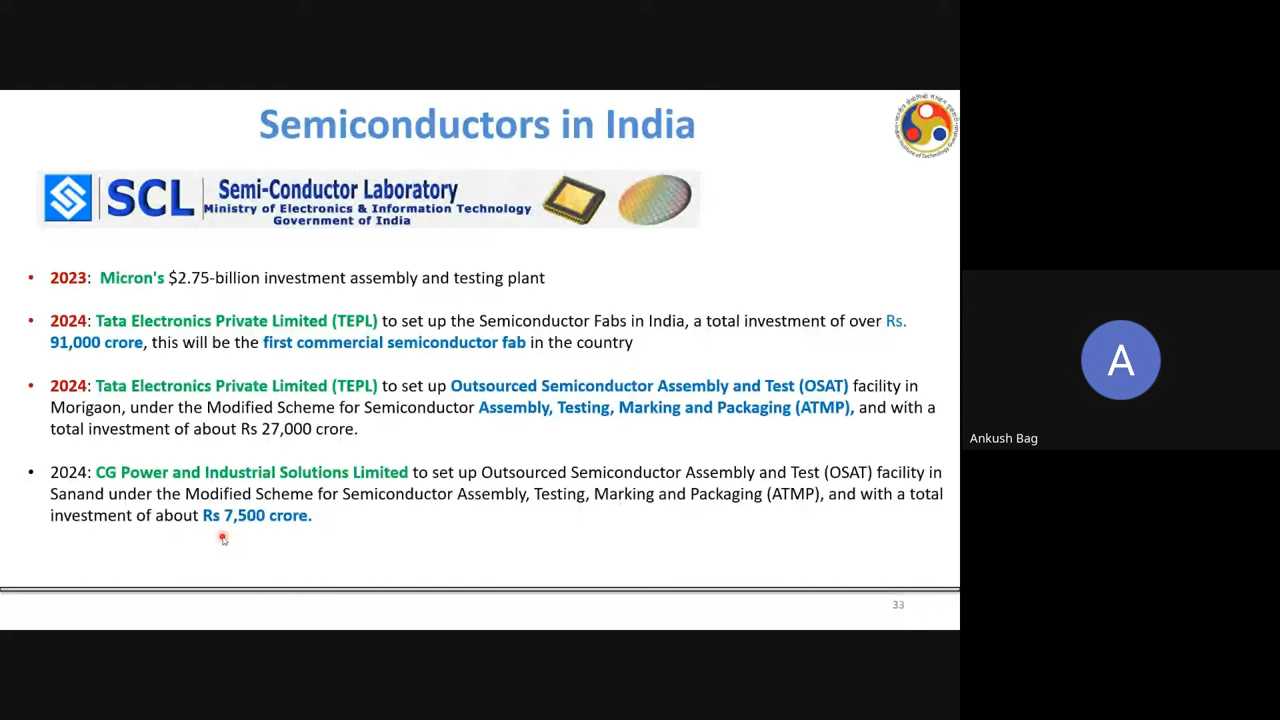 Semiconductors in India
SCL
Semi-Conductor Laboratory
Ministry of Electronics & Information Technology
Government of India
• 2023: Micron's $2.75-billion investment assembly and testing plant
• 2024: Tata Electronics Private Limited (TEPL) to set up the Semiconductor Fabs in India, a total investment of over Rs.
91,000 crore, this will be the first commercial semiconductor fab in the country
• 2024: Tata Electronics Private Limited (TEPL) to set up Outsourced Semiconductor Assembly and Test (OSAT) facility in
Morigaon, under the Modified Scheme for Semiconductor Assembly, Testing, Marking and Packaging (ATMP), and with a
total investment of about Rs 27,000 crore.
• 2024: CG Power and Industrial Solutions Limited to set up Outsourced Semiconductor Assembly and Test (OSAT) facility in
Sanand under the Modified Scheme for Semiconductor Assembly, Testing, Marking and Packaging (ATMP), and with a total
investment of about Rs 7,500 crore.
33
A
Ankush Bag